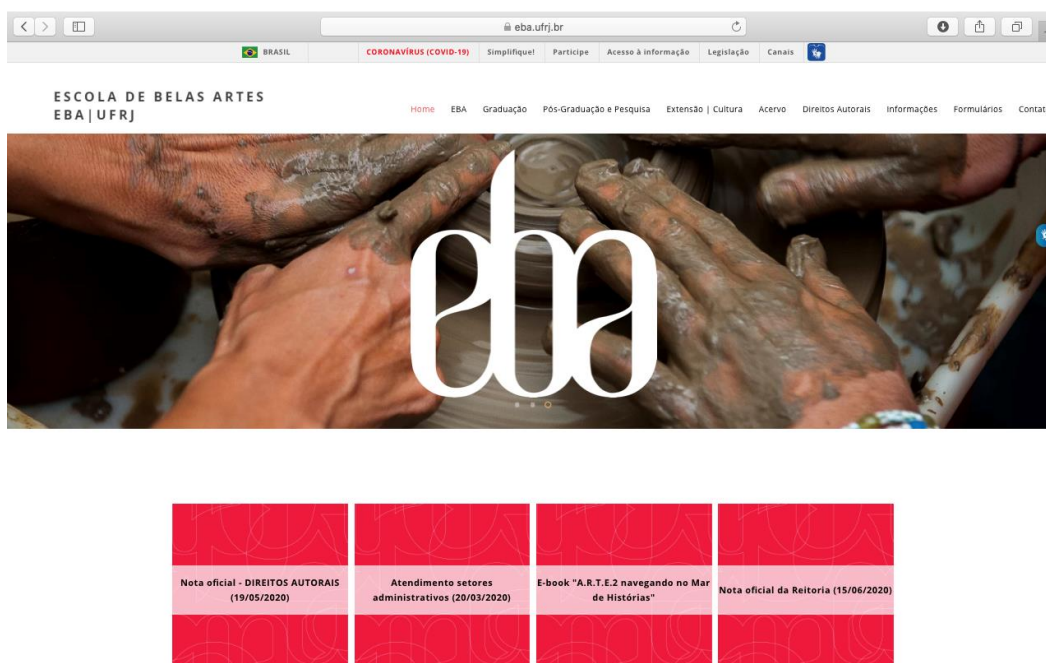 eba.ufrj.br
BRASIL CORONAVÍRUS (COVID-19) Simplifique! Participe Acesso à informação Legislação Canais
ESCOLA DE BELAS ARTES
EBA|UFRJ
Home EBA Graduação Pós-Graduação e Pesquisa Extensão | Cultura Acervo Direitos Autorais Informações Formulários Contat
eba
Nota oficial - DIREITOS AUTORAIS
(19/05/2020)
Atendimento setores
administrativos (20/03/2020)
E-book "A.R.T.E.2 navegando no Mar
de Histórias"
Nota oficial da Reitoria (15/06/2020)